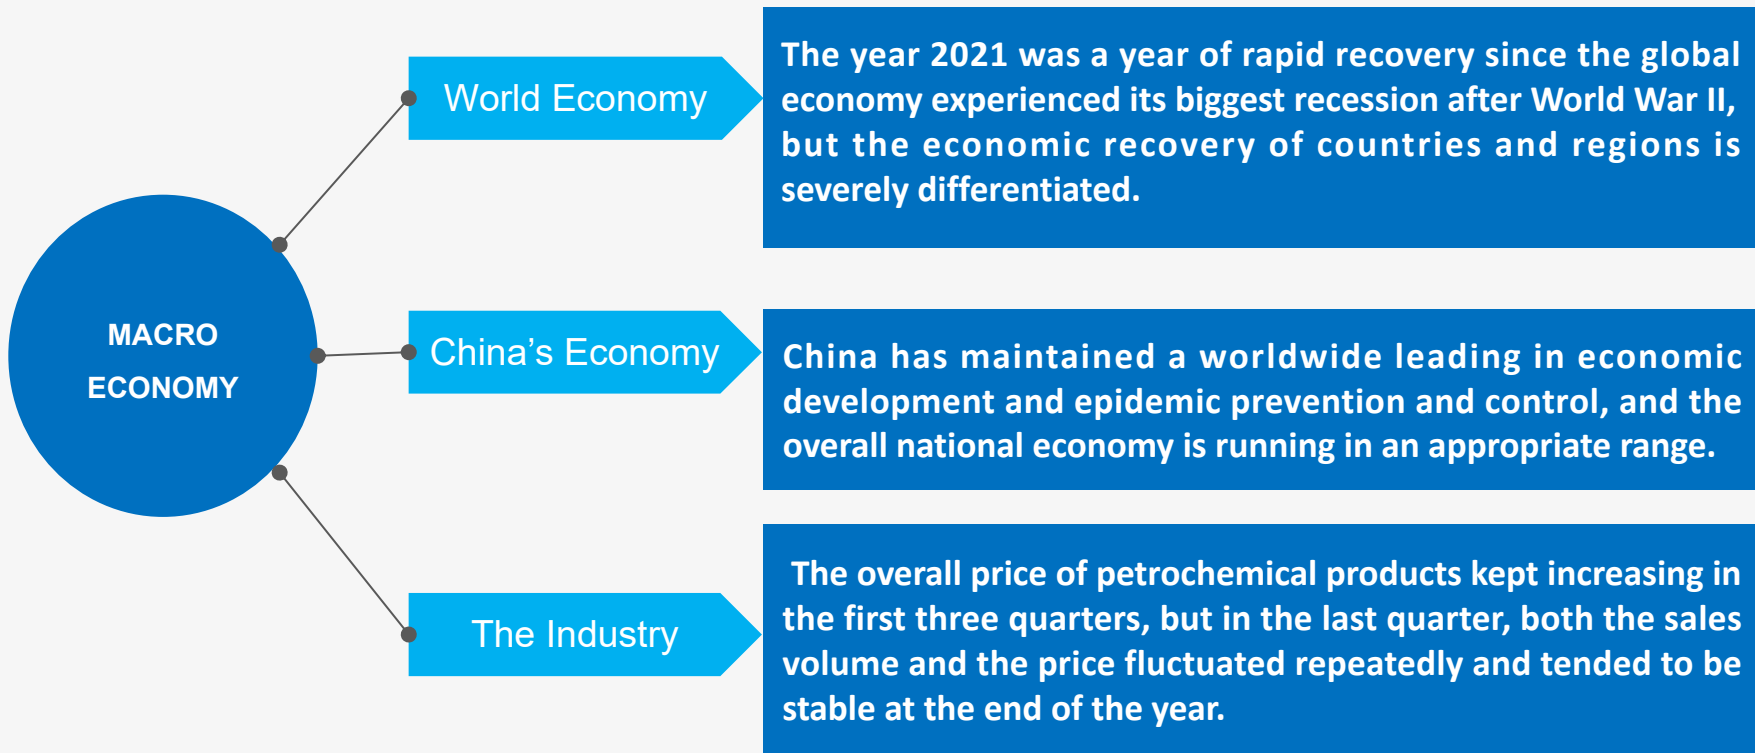 MACRO
ECONOMY
World Economy
The year 2021 was a year of rapid recovery since the global
economy experienced its biggest recession after World War II,
but the economic recovery of countries and regions is
severely differentiated.
China’s Economy
China has maintained a worldwide leading in economic
development and epidemic prevention and control, and the
overall national economy is running in an appropriate range.
The Industry
The overall price of petrochemical products kept increasing in
the first three quarters, but in the last quarter, both the sales
volume and the price fluctuated repeatedly and tended to be
stable at the end of the year.